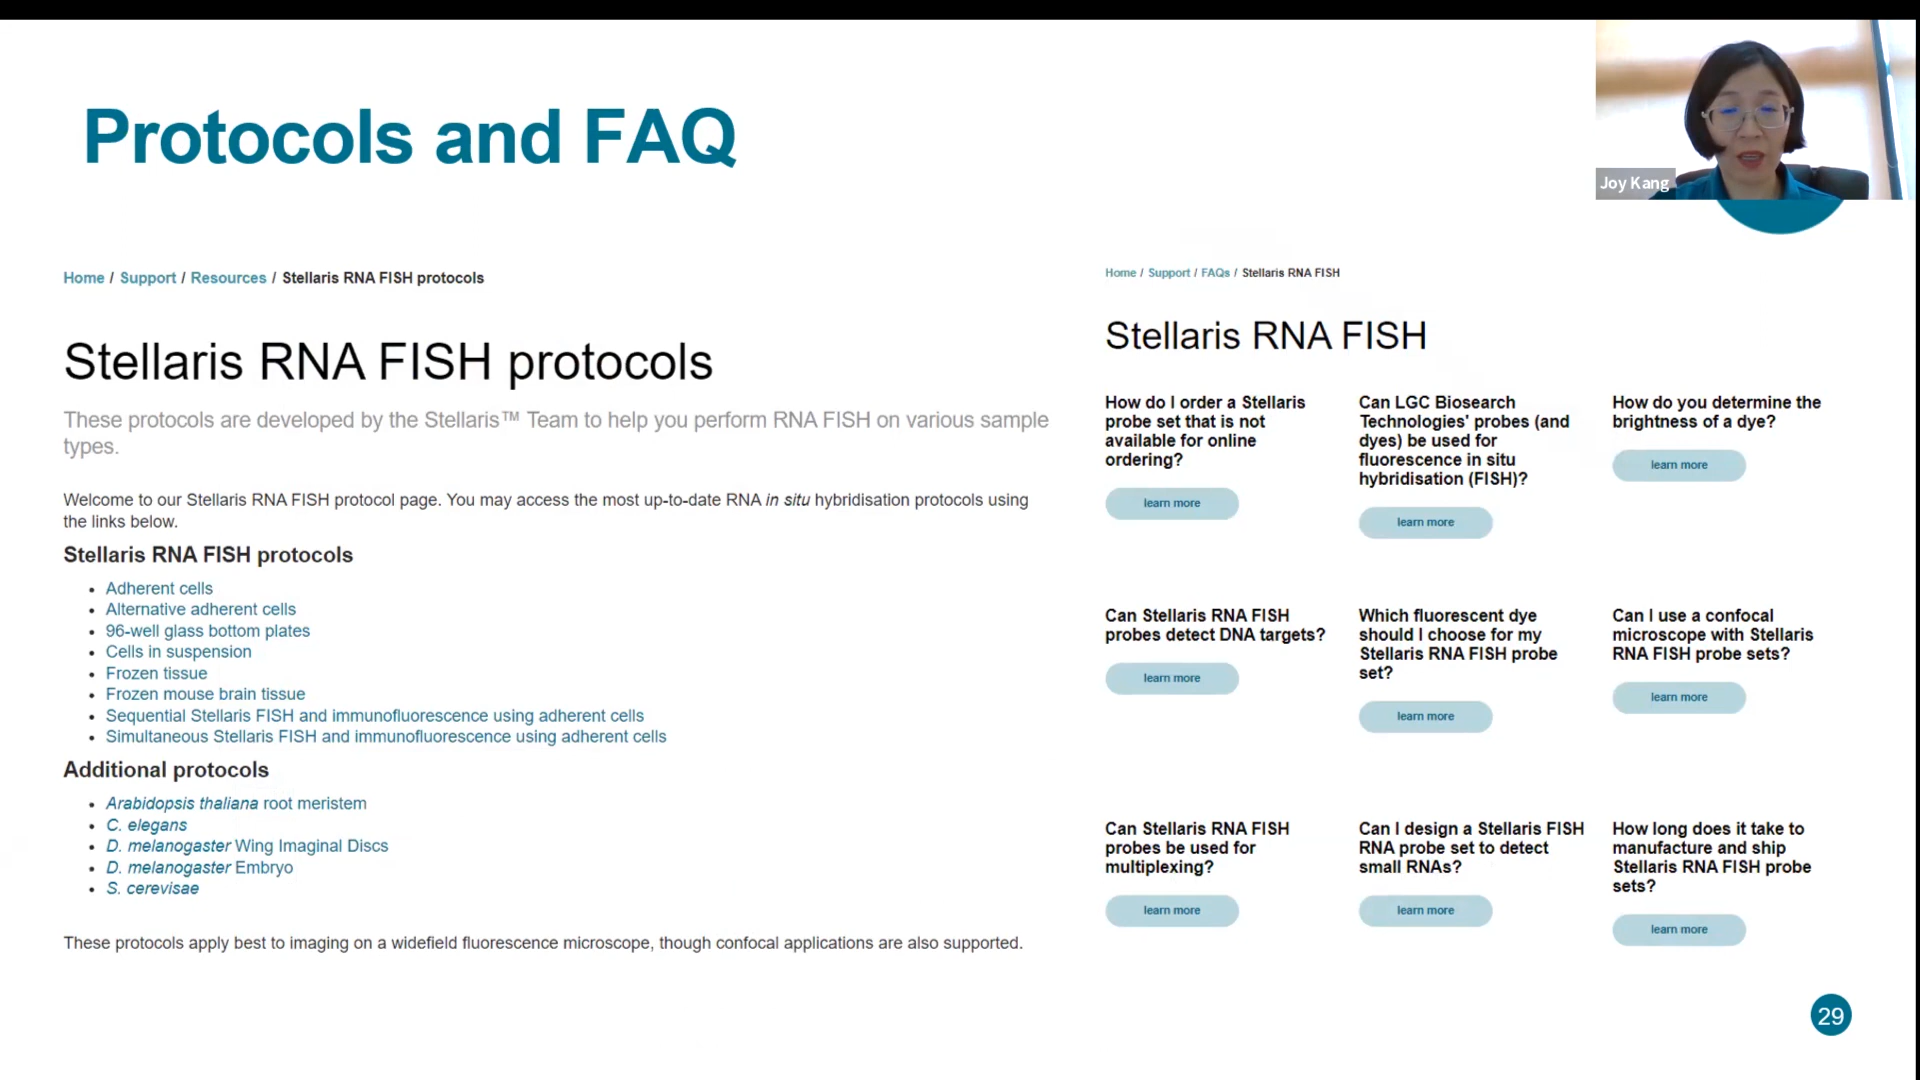 Protocols and FAQ
Joy Kang
Home / Support / Resources / Stellaris RNA FISH protocols
Stellaris RNA FISH protocols
These protocols are developed by the Stellaris™ Team to help you perform RNA FISH on various sample
types.
Welcome to our Stellaris RNA FISH protocol page. You may access the most up-to-date RNA in situ hybridisation protocols using
the links below.
Stellaris RNA FISH protocols
• Adherent cells
• Alternative adherent cells
• 96-well glass bottom plates
• Cells in suspension
• Frozen tissue
• Frozen mouse brain tissue
• Sequential Stellaris FISH and immunofluorescence using adherent cells
• Simultaneous Stellaris FISH and immunofluorescence using adherent cells
Additional protocols
• Arabidopsis thaliana root meristem
• C. elegans
• D. melanogaster Wing Imaginal Discs
• D. melanogaster Embryo
• S. cerevisae
These protocols apply best to imaging on a widefield fluorescence microscope, though confocal applications are also supported.
Home / Support / FAQs / Stellaris RNA FISH
Stellaris RNA FISH
How do I order a Stellaris
probe set that is not
available for online
ordering?
learn more
Can LGC Biosearch
Technologies' probes (and
dyes) be used for
fluorescence in situ
hybridisation (FISH)?
learn more
How do you determine the
brightness of a dye?
learn more
Can Stellaris RNA FISH
probes detect DNA targets?
learn more
Which fluorescent dye
should I choose for my
Stellaris RNA FISH probe
set?
learn more
Can I use a confocal
microscope with Stellaris
RNA FISH probe sets?
learn more
Can Stellaris RNA FISH
probes be used for
multiplexing?
learn more
Can I design a Stellaris FISH
RNA probe set to detect
small RNAs?
learn more
How long does it take to
manufacture and ship
Stellaris RNA FISH probe
sets?
learn more
29